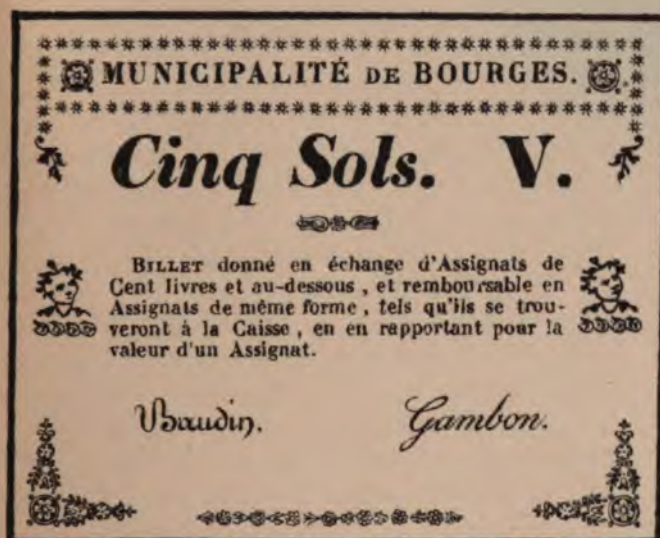 MUNICIPALITÉ DE BOURGES.
Cinq Sols. V.
BILLET donné en échange d'Assignats de
Cent livres et au-dessous, et remboursable en
Assignats de même forme, tels qu'ils se trou-
veront à la Caisse, en en rapportant pour la
valeur d'un Assignat.
Baudin. Gambon.